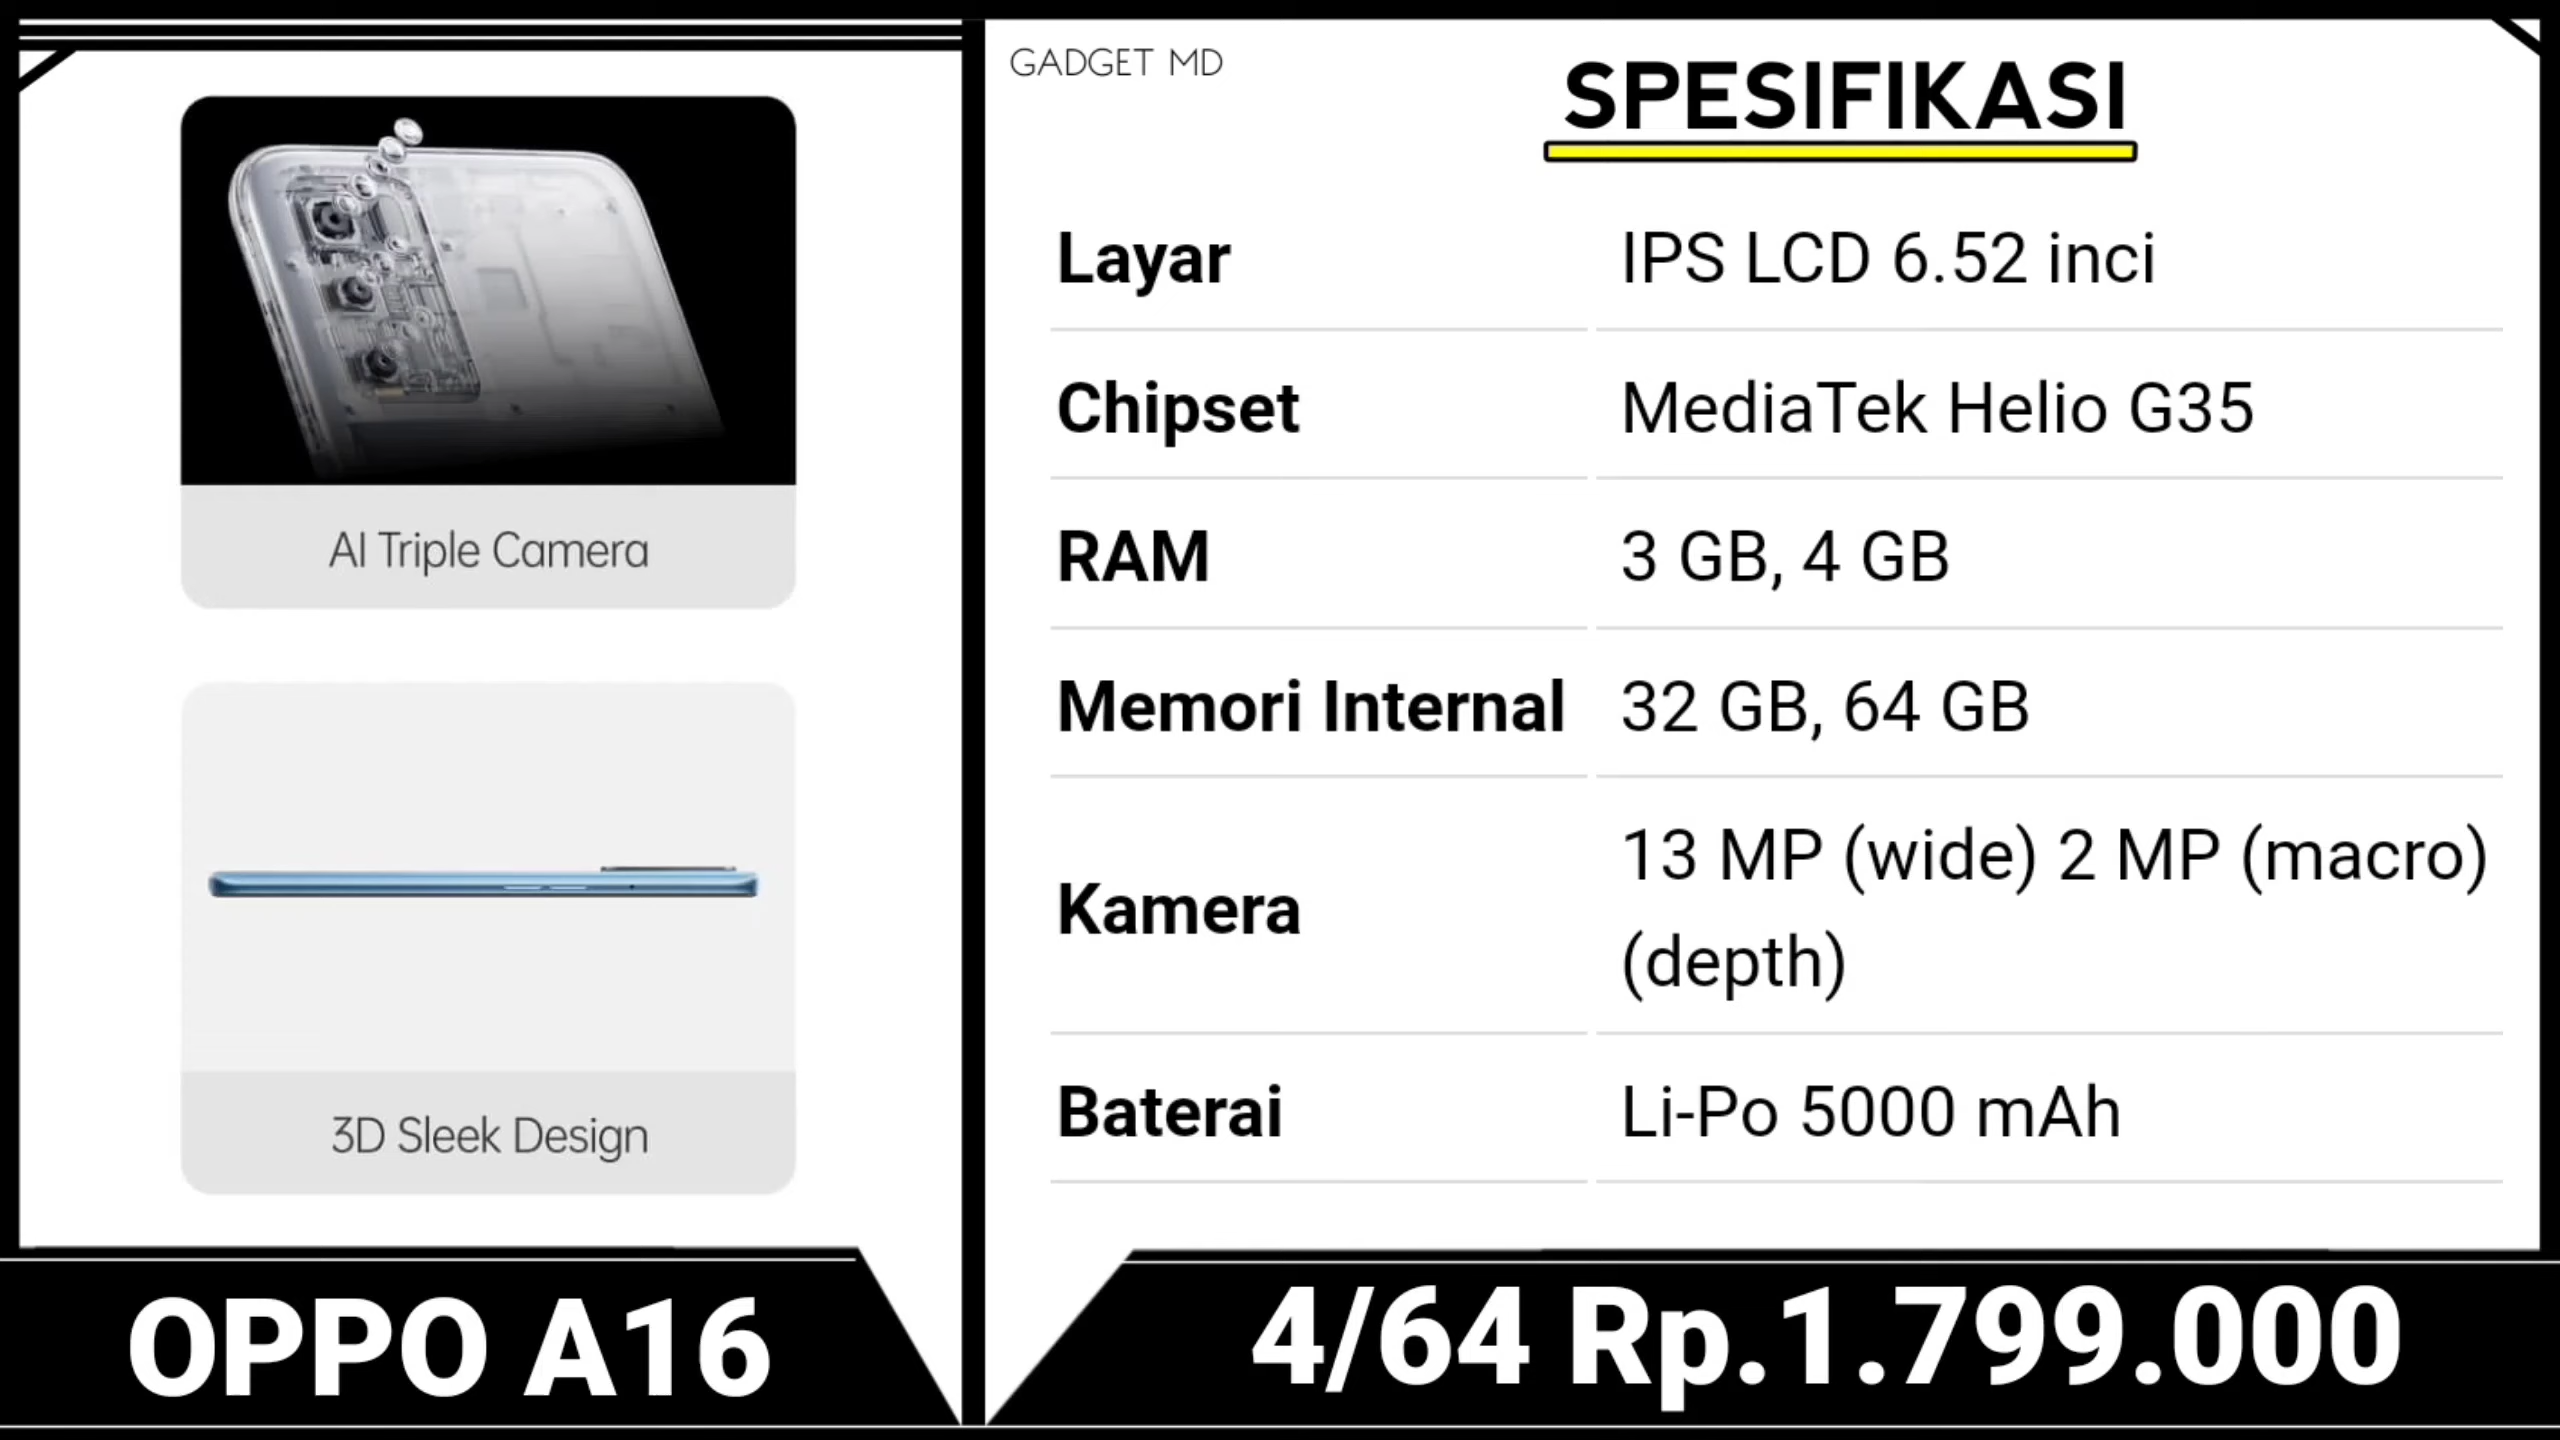 AI Triple Camera
3D Sleek Design
OPPO A16
GADGET MD
SPESIFIKASI
Layar IPS LCD 6.52 inci
Chipset MediaTek Helio G35
RAM 3 GB, 4 GB
Memori Internal 32 GB, 64 GB
Kamera 13 MP (wide) 2 MP (macro)
(depth)
Baterai Li-Po 5000 mAh
4/64 Rp.1.799.000